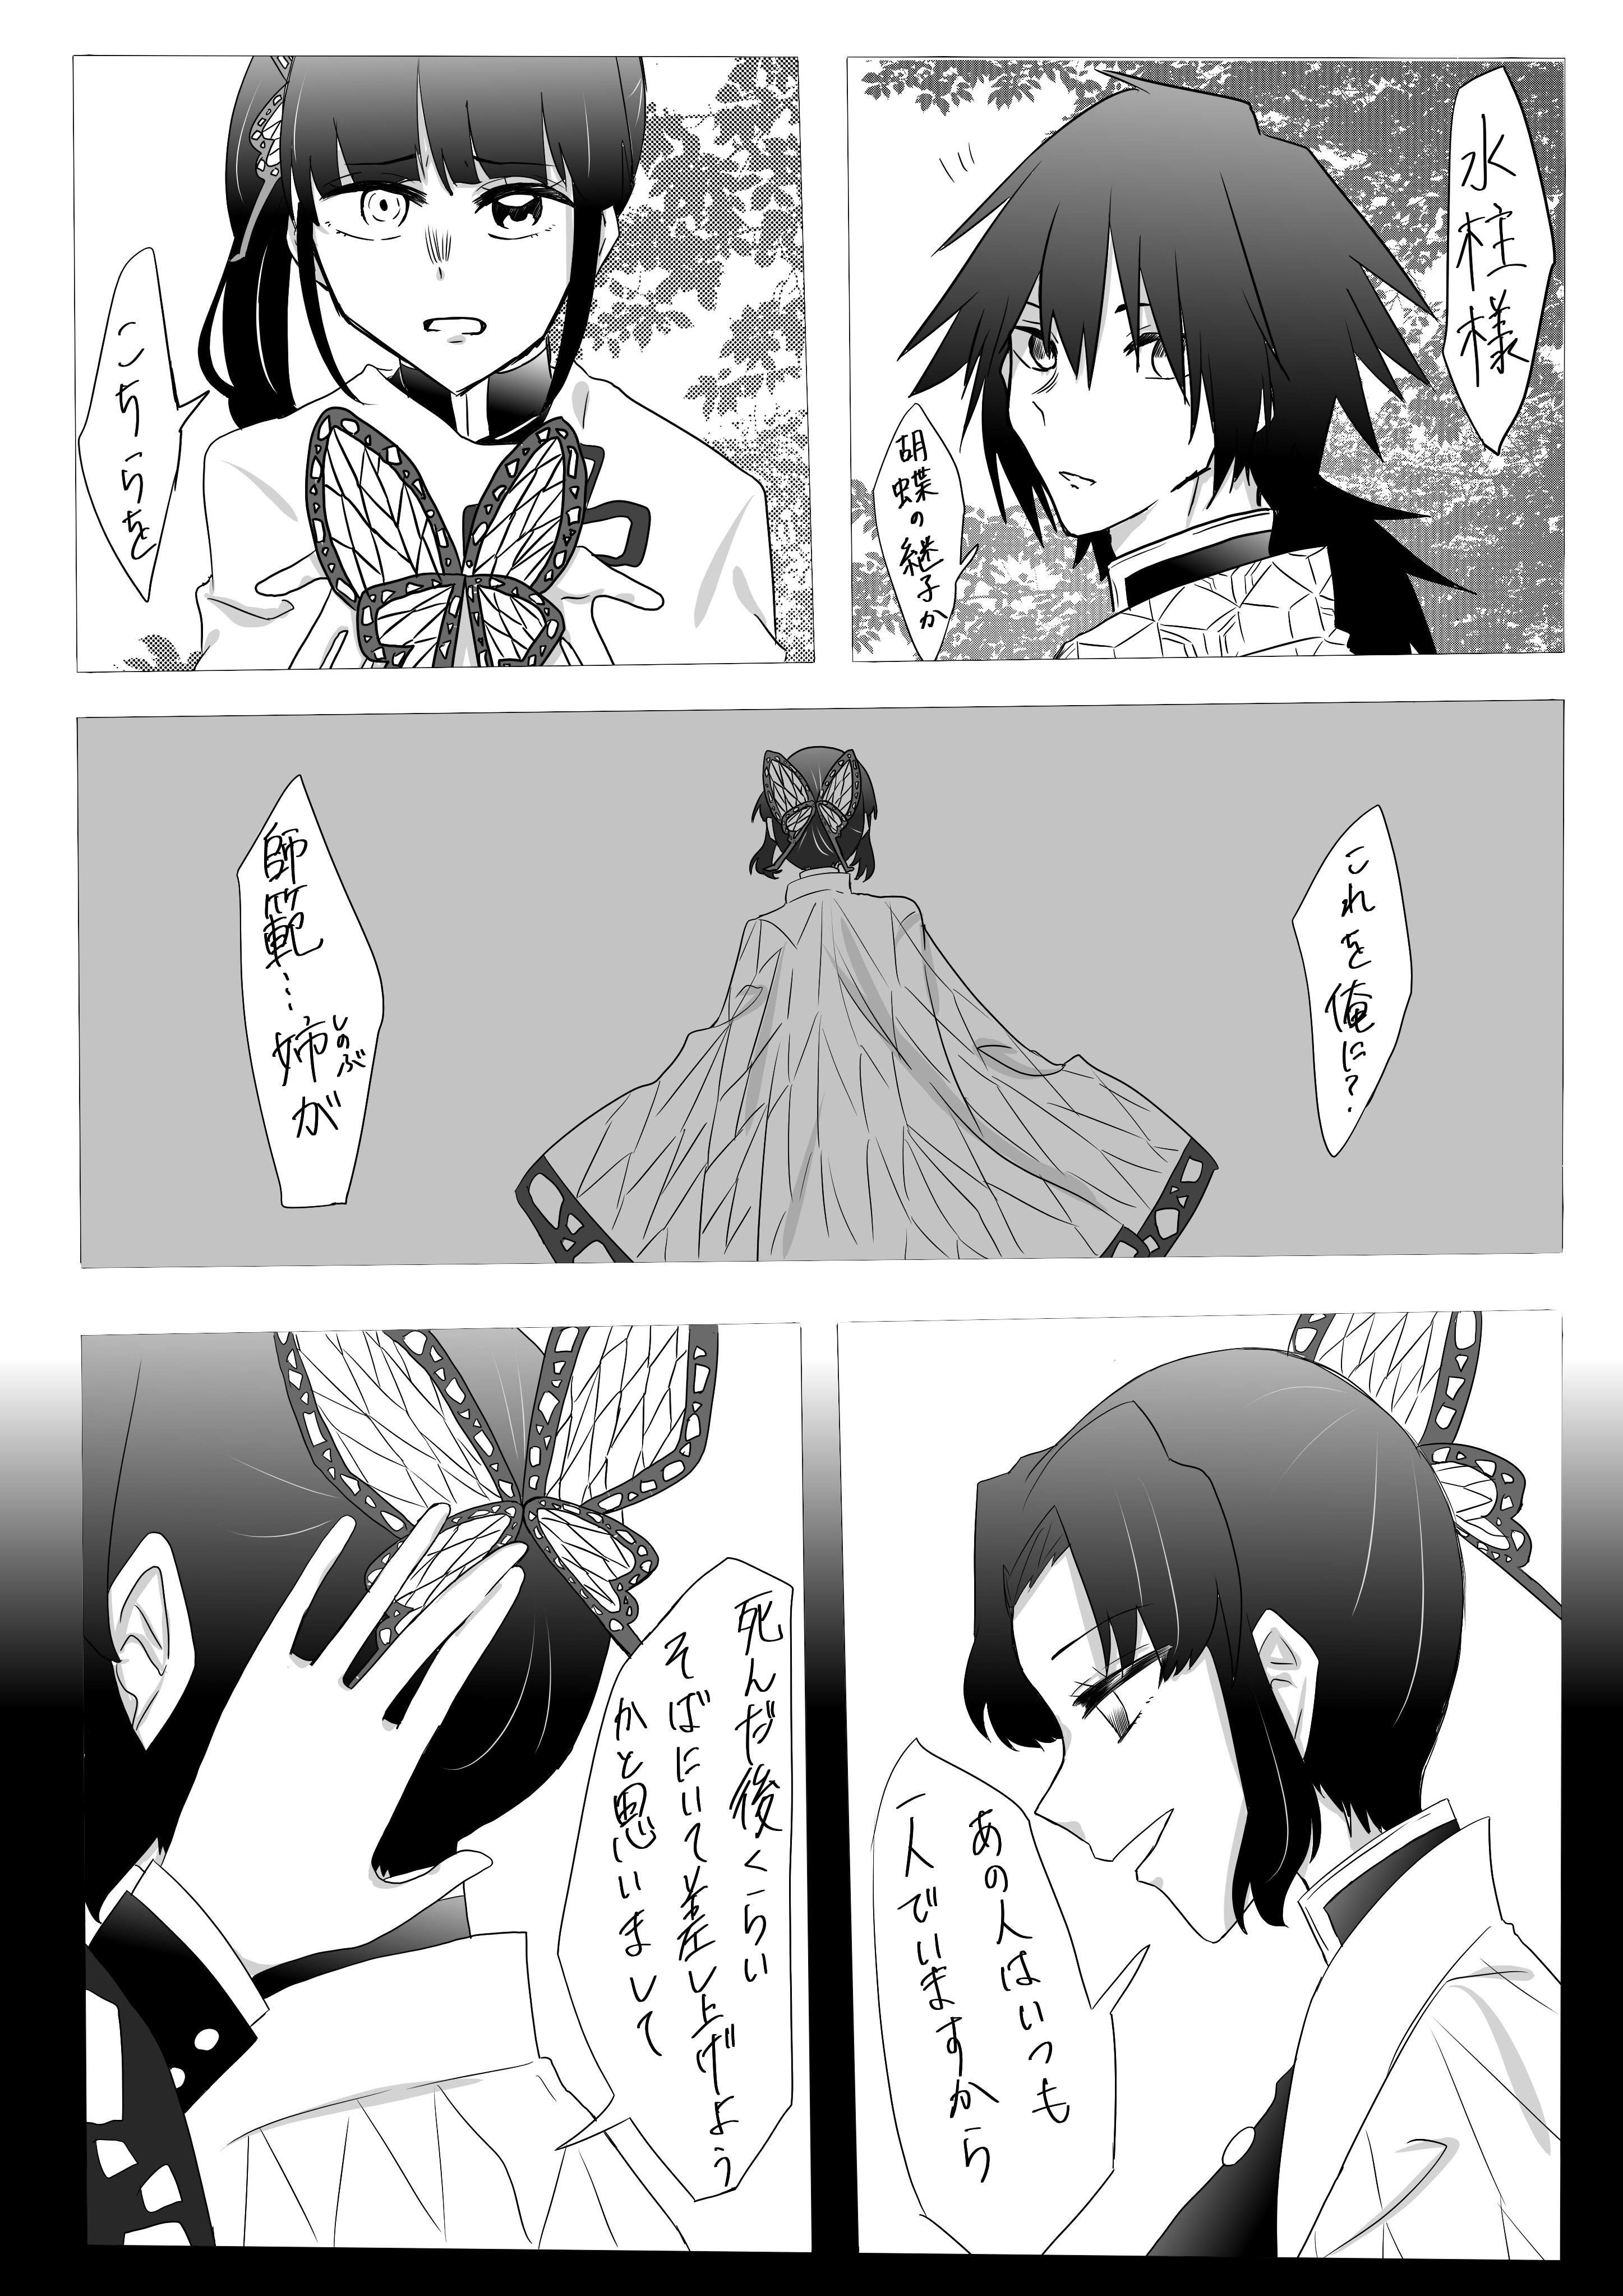 水柱様
胡蝶の継子か
こちらを
これを俺に?
師範…姉が
しのぶ
あの人はいつも
一人でいますから
死んだ後くらい
そばにいて差し上げよう
かと思いまして